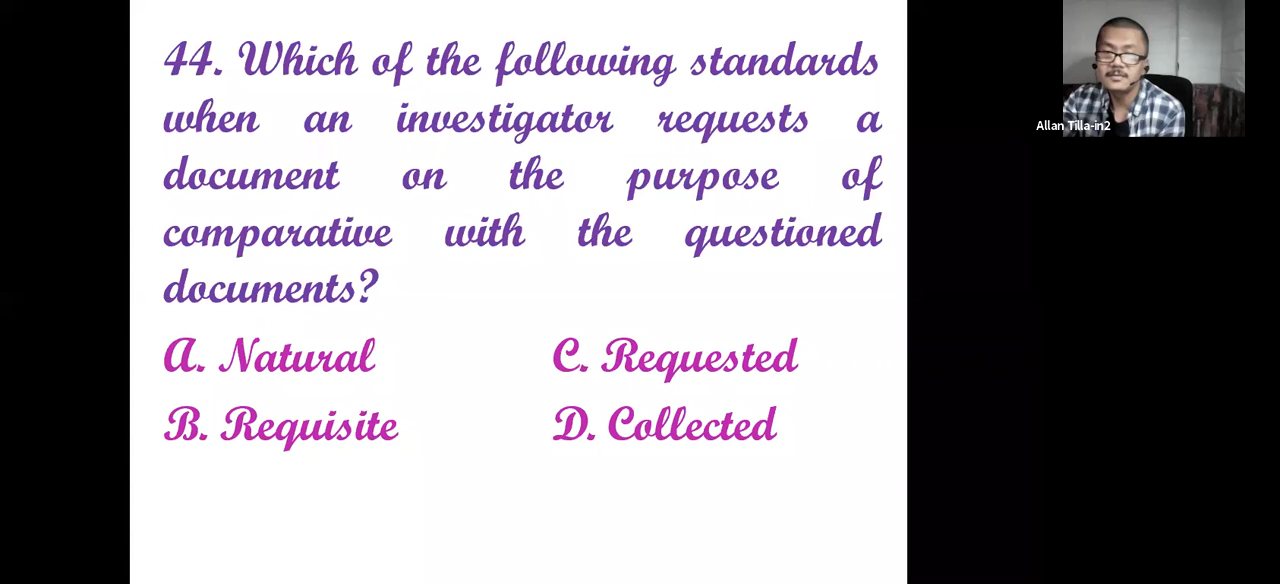 44. Which of the following standards
when an investigator requests a
document on the purpose of
comparative with the questioned
documents?
A. Natural C. Requested
B. Requisite D. Collected
Allan Tilla-in2